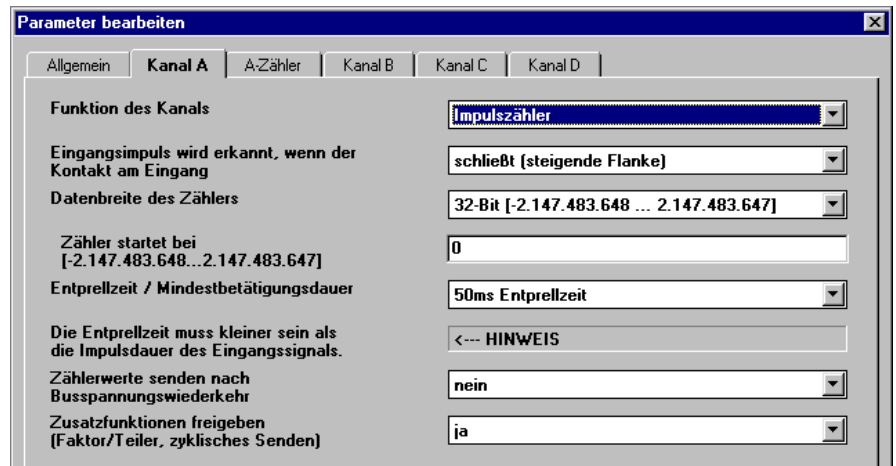 Parameter bearbeiten
Allgemein Kanal A A-Zähler Kanal B Kanal C Kanal D
Funktion des Kanals Impulszähler
Eingangsimpuls wird erkannt, wenn der
Kontakt am Eingang schließt (steigende Flanke)
Datenbreite des Zählers 32-Bit [-2.147.483.648 ... 2.147.483.647]
Zähler startet bei
[-2.147.483.648...2.147.483.647] 0
Entprellzeit / Mindestbetätigungsdauer 50ms Entprellzeit
Die Entprellzeit muss kleiner sein als
die Impulsdauer des Eingangssignals. <--- HINWEIS
Zählerwerte senden nach
Busspannungswiederkehr nein
Zusatzfunktionen freigeben
(Faktor/Teiler, zyklisches Senden) ja